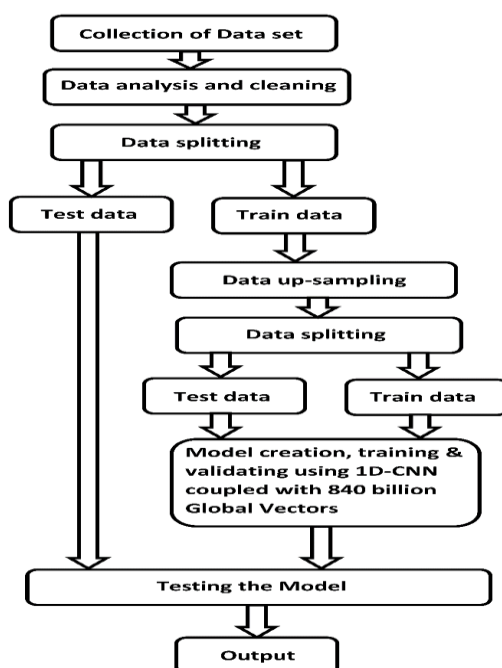 Collection of Data set
Data analysis and cleaning
Data splitting
Test data
Train data
Data up-sampling
Data splitting
Test data
Train data
Model creation, training &
validating using 1D-CNN
coupled with 840 billion
Global Vectors
Testing the Model
Output